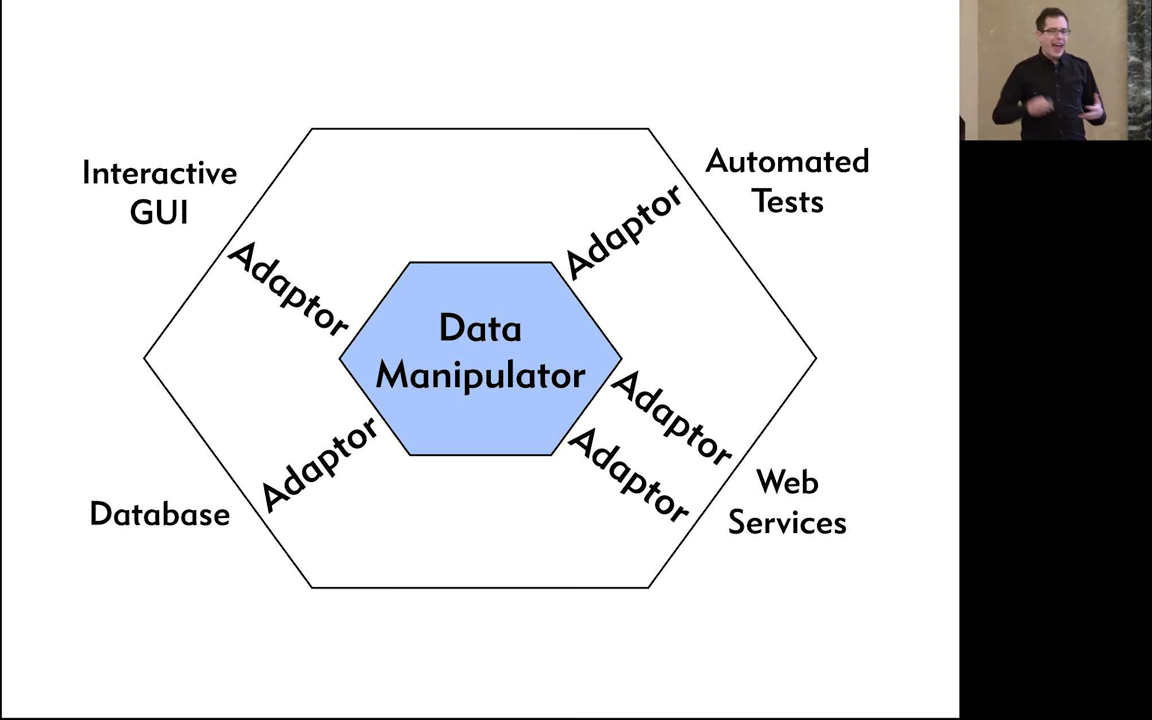 Interactive
GUI
Automated
Tests
Adaptor
Adaptor
Data
Manipulator
Adaptor
Adaptor
Adaptor
Database
Web
Services